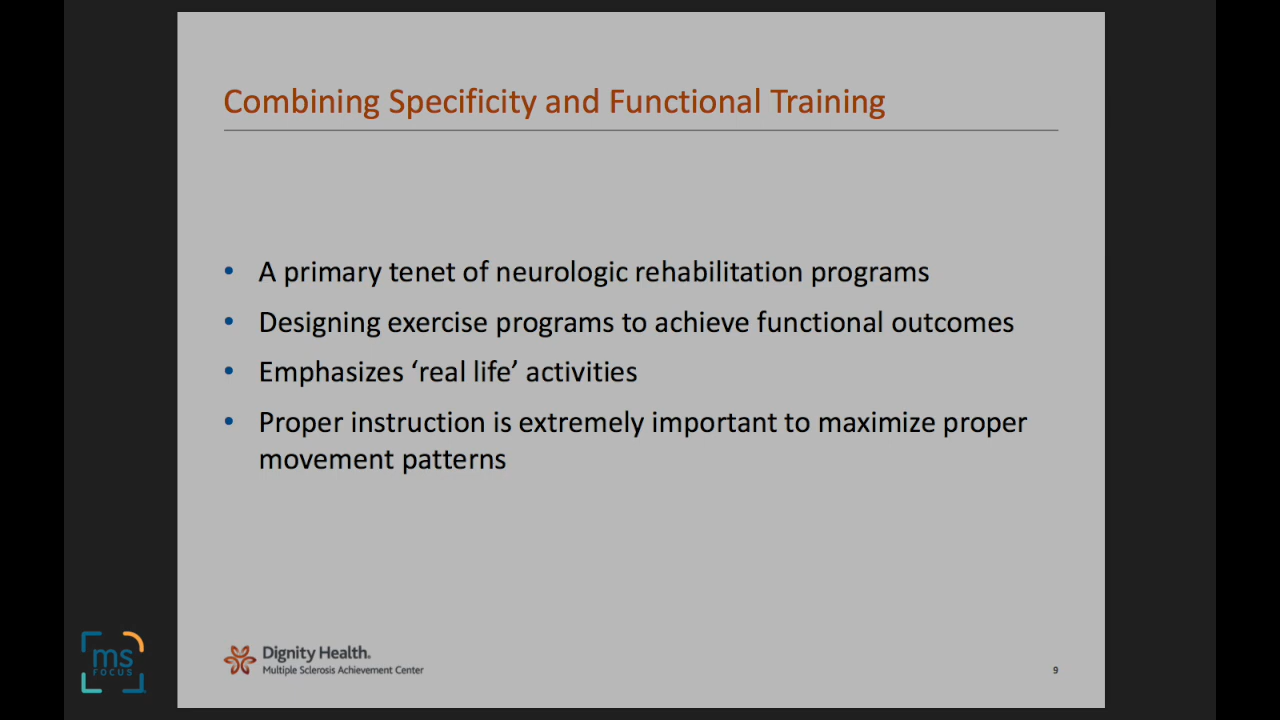 Combining Specificity and Functional Training
• A primary tenet of neurologic rehabilitation programs
• Designing exercise programs to achieve functional outcomes
• Emphasizes ‘real life’ activities
• Proper instruction is extremely important to maximize proper
movement patterns
Dignity Health.
Multiple Sclerosis Achievement Center
9
ms
FOCUS